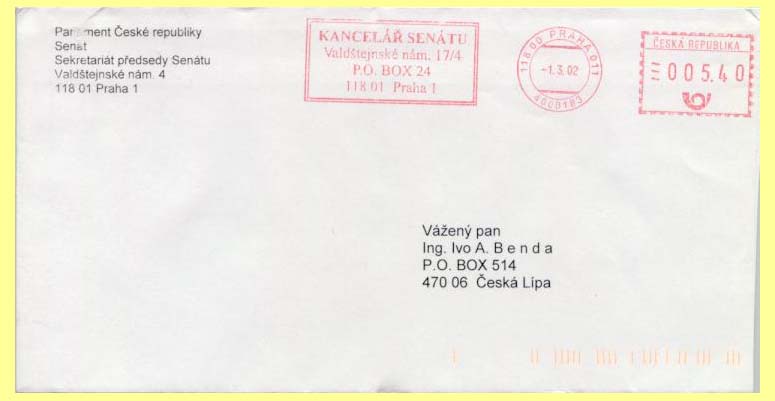 Parlament České republiky
Senát
Sekretariát předsedy Senátu
Valdštejnské nám. 4
118 01 Praha 1
KANCELÁŘ SENÁTU
Valdštejnské nám. 17/4
P.O. BOX 24
118 01 Praha 1
118 00 PRAHA 011
-1.3.02
4600183
ČESKÁ REPUBLIKA
005.40
Vážený pan
Ing. Ivo A. B e n d a
P.O. BOX 514
470 06 Česká Lípa